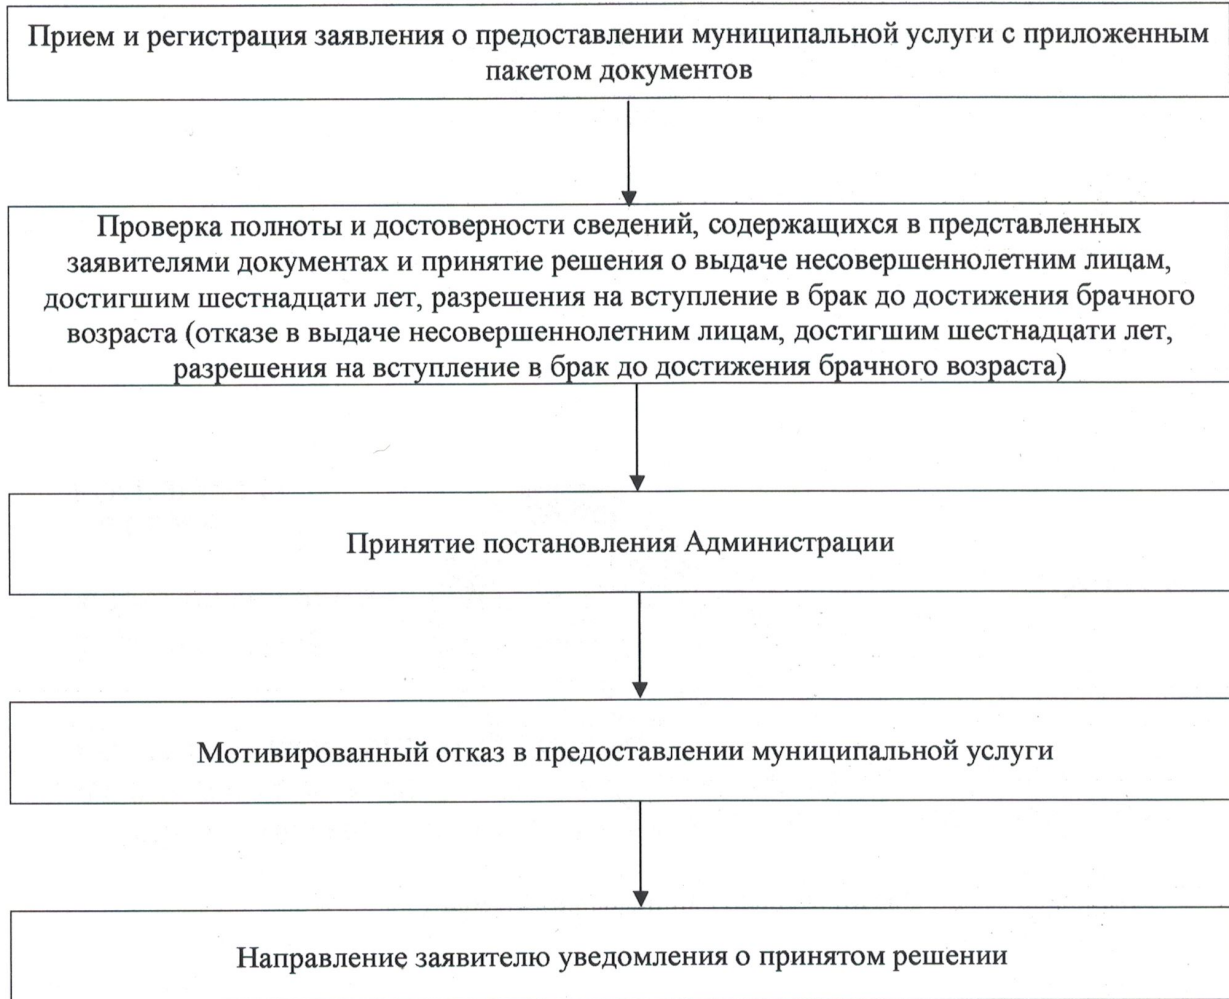 Прием и регистрация заявления о предоставлении муниципальной услуги с приложенным
пакетом документов
Проверка полноты и достоверности сведений, содержащихся в представленных
заявителями документах и принятие решения о выдаче несовершеннолетним лицам,
достигшим шестнадцати лет, разрешения на вступление в брак до достижения брачного
возраста (отказе в выдаче несовершеннолетним лицам, достигшим шестнадцати лет,
разрешения на вступление в брак до достижения брачного возраста)
Принятие постановления Администрации
Мотивированный отказ в предоставлении муниципальной услуги
Направление заявителю уведомления о принятом решении